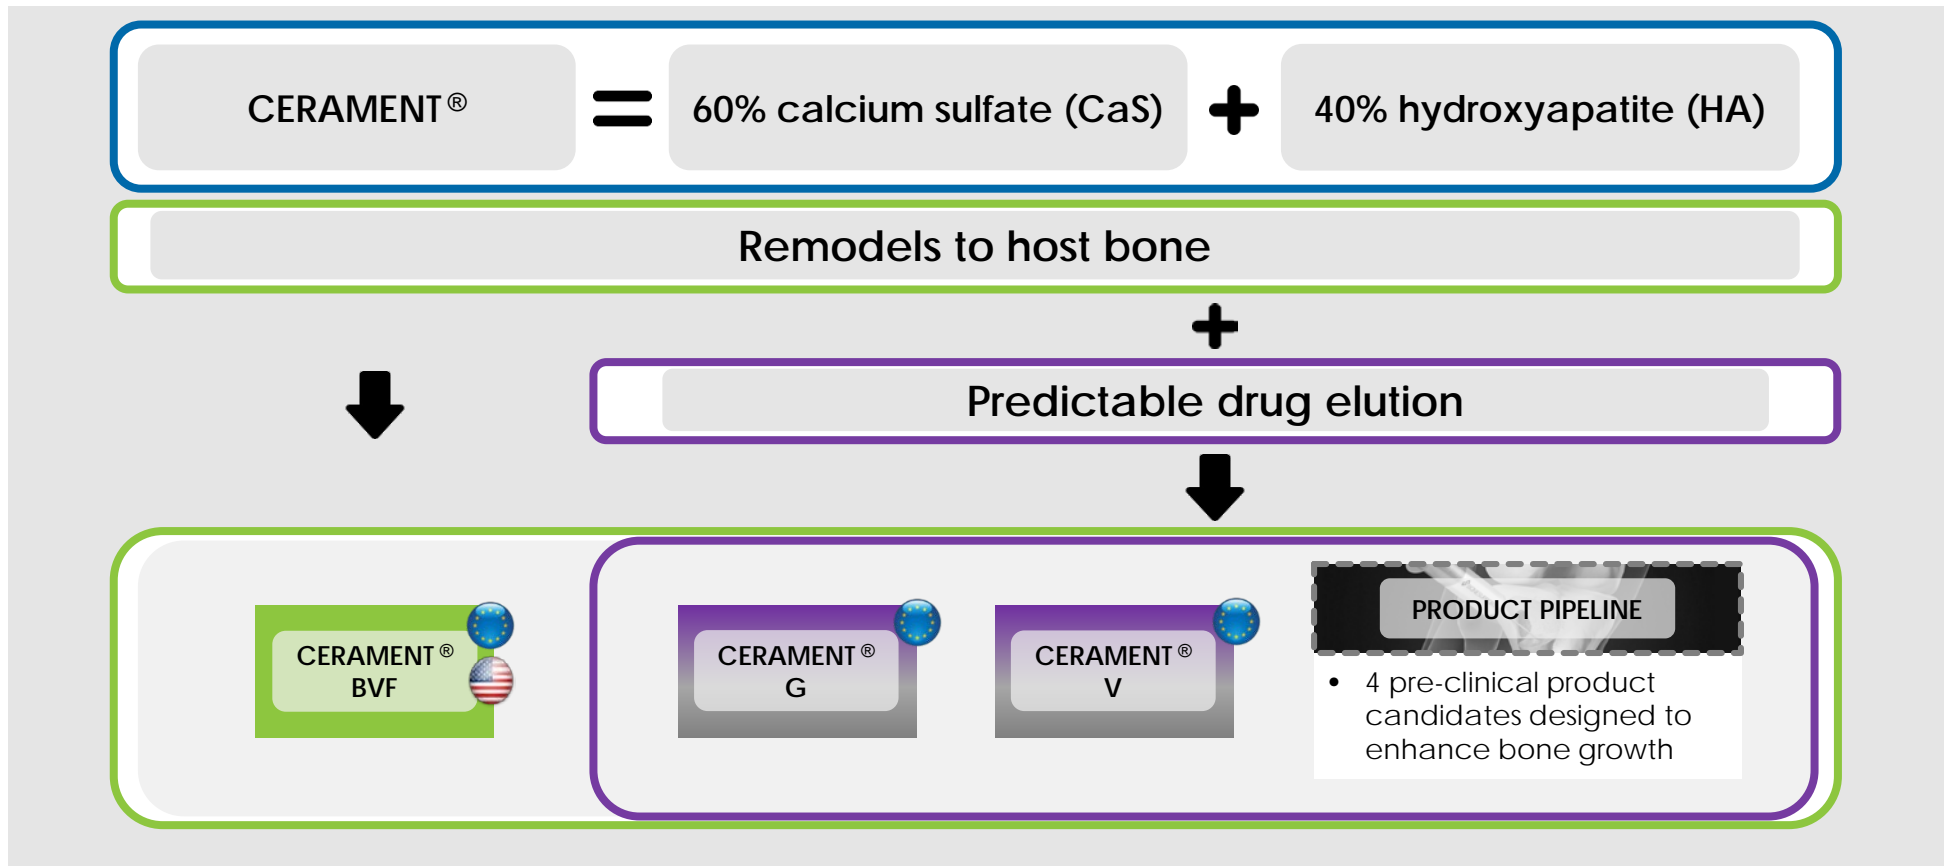 CERAMENT®
=
60% calcium sulfate (CaS)
+
40% hydroxyapatite (HA)
Remodels to host bone
+
Predictable drug elution
CERAMENT®
BVF
CERAMENT®
G
CERAMENT®
V
PRODUCT PIPELINE
• 4 pre-clinical product
candidates designed to
enhance bone growth